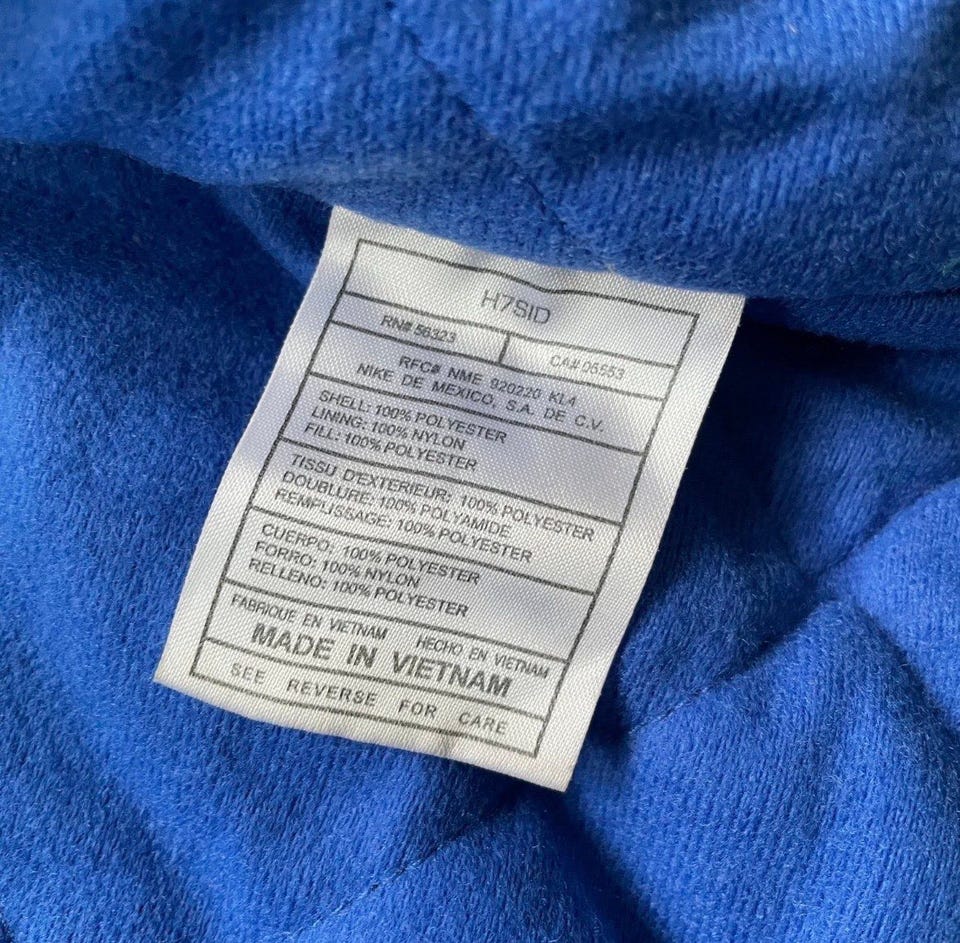 H7SID
RN# 56323 CA# 05553
RFC# NME 920220 KL4
NIKE DE MEXICO, S.A. DE C.V.
SHELL: 100% POLYESTER
LINING: 100% NYLON
FILL: 100% POLYESTER
TISSU D'EXTERIEUR: 100% POLYESTER
DOUBLURE: 100% POLYAMIDE
REMPLISSAGE: 100% POLYESTER
CUERPO: 100% POLYESTER
FORRO: 100% NYLON
RELLENO: 100% POLYESTER
FABRIQUE EN VIETNAM HECHO EN VIETNAM
MADE IN VIETNAM
SEE REVERSE FOR CARE